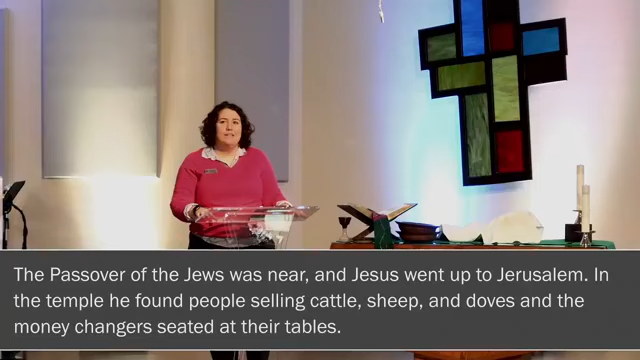 The Passover of the Jews was near, and Jesus went up to Jerusalem. In
the temple he found people selling cattle, sheep, and doves and the
money changers seated at their tables.